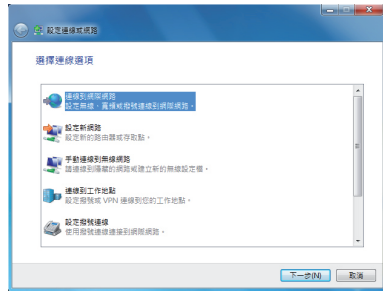 設定連線或網路
選擇連線選項
連線到網際網路
設定無線、寬頻或撥號連線到網際網路。
設定新網路
設定新的路由器或存取點。
手動連線到無線網路
請連線到隱藏的網路或建立新的無線設定檔。
連線到工作地點
設定撥號或 VPN 連線到您的工作地點。
設定撥號連線
使用撥號連線連接到網際網路。
下一步(N)
取消